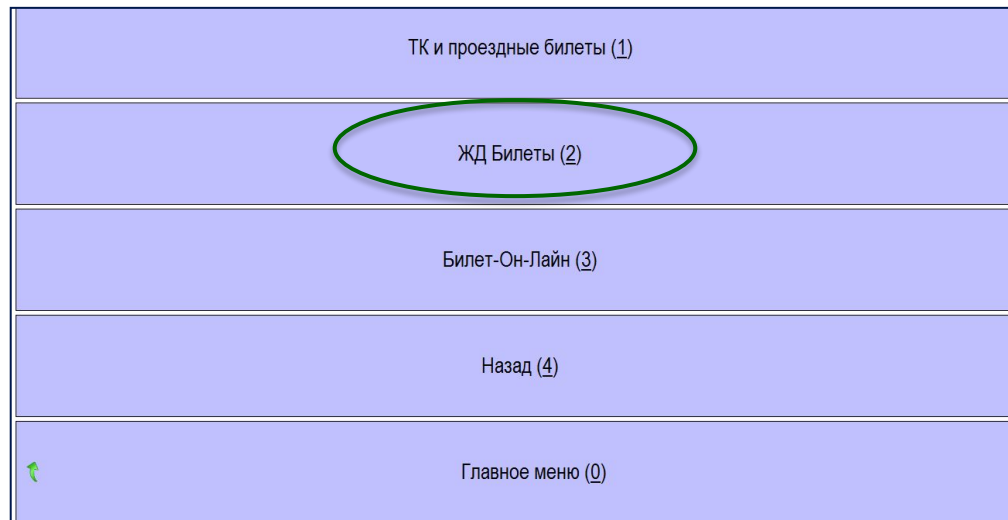 ТК и проездные билеты (1)
ЖД Билеты (2)
Билет-Он-Лайн (3)
Назад (4)
Главное меню (0)